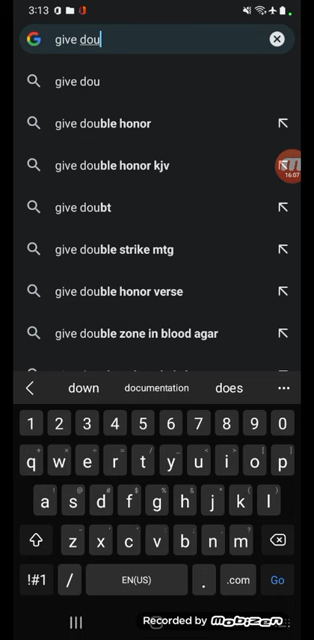 3:13
give dou
give dou
give double honor
give double honor kjv
16:07
give doubt
give double strike mtg
give double honor verse
give double zone in blood agar
down documentation does
1 2 3 4 5 6 7 8 9 0
q w e r t y u i o p
a s d f g h j k l
z x c v b n m
!#1 / EN(US) . .com Go
Recorded by MOBIZEN